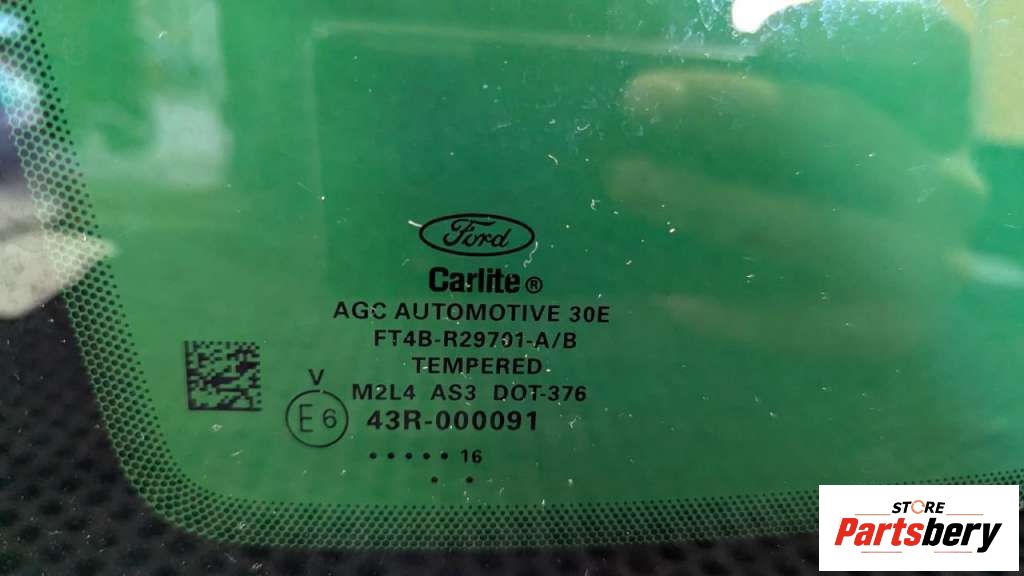 Ford
Carlite®
AGC AUTOMOTIVE 30E
FT4B-R29701-A/B
TEMPERED
M2L4 AS3 DOT-376
V
E6 43R-000091
• • • • • 16
• •
STORE
Partsbery